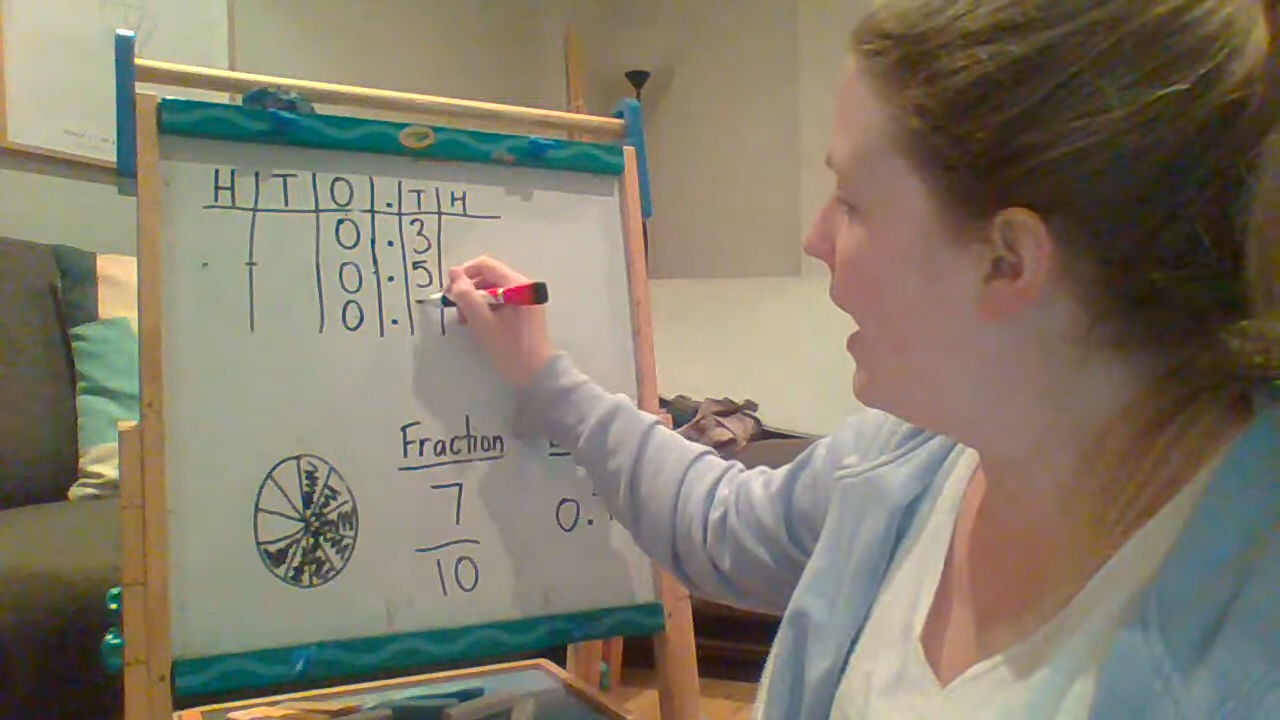 H T O . T H
0 . 3
0 . 5
0 .
Fraction
7
10
0.